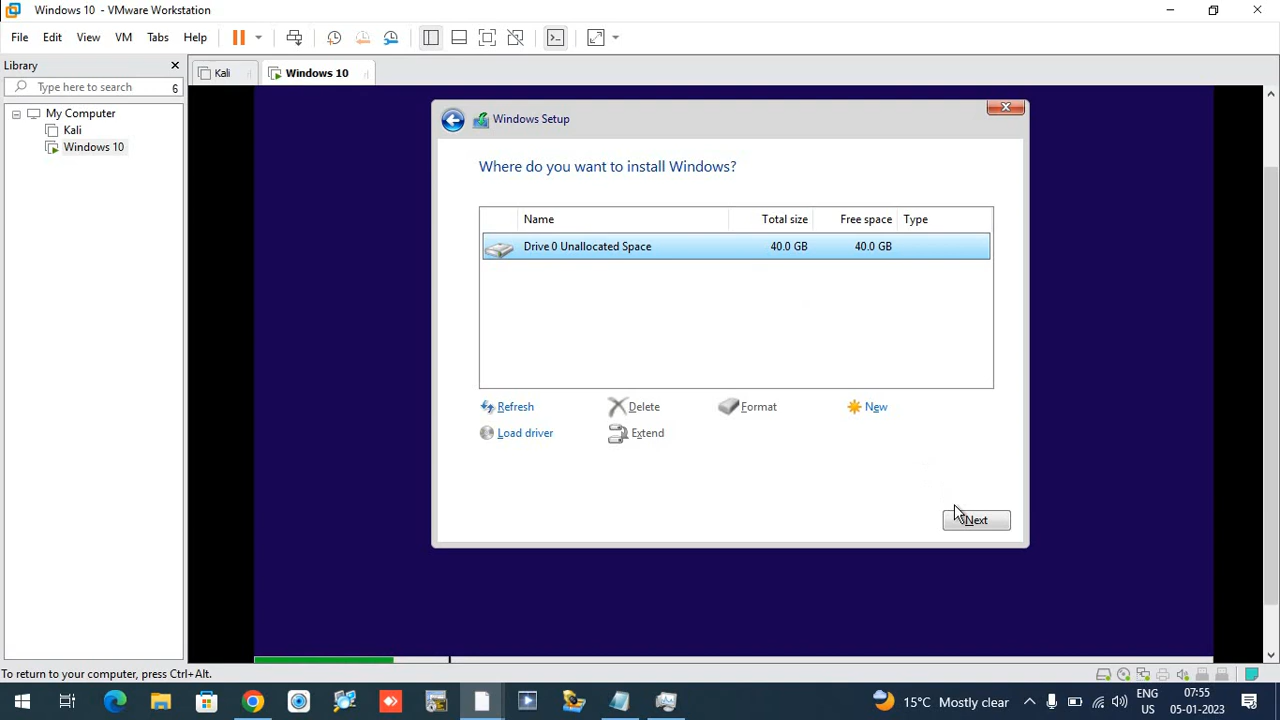 Windows 10 - VMware Workstation
File Edit View VM Tabs Help
Library
Type here to search 6
My Computer
Kali
Windows 10
Kali
Windows 10
Windows Setup
Where do you want to install Windows?
Name Total size Free space Type
Drive 0 Unallocated Space 40.0 GB 40.0 GB
Refresh Delete Format New
Load driver Extend
Next
To return to your computer, press Ctrl+Alt.
15°C Mostly clear
ENG
US
07:55
05-01-2023